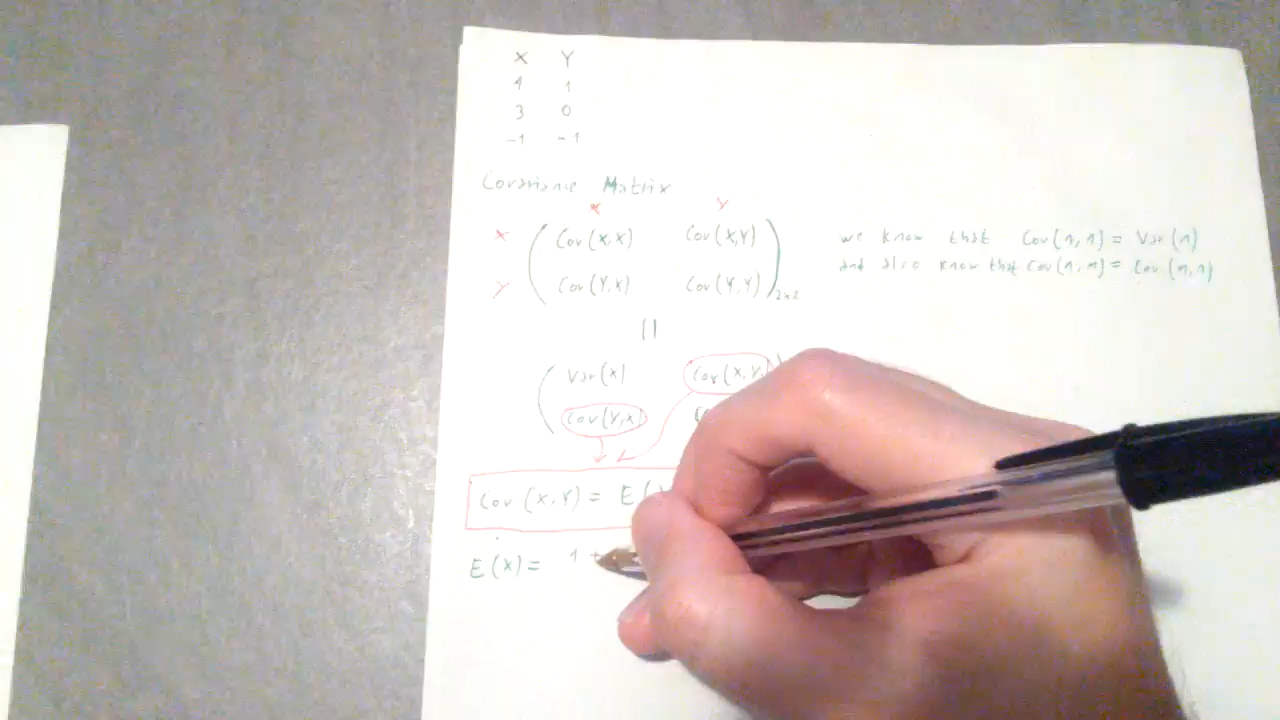 X Y
4 1
3 0
-1 -1
Covariance Matrix
X Y
X Cov(X,X) Cov(X,Y)
Y Cov(Y,X) Cov(Y,Y) 2x2
we know that Cov(n,n) = Var(n)
and also know that Cov(n,m) = Cov(m,n)
||
Var(X) Cov(X,Y
Cov(Y,X)
Cov(X,Y) = E(
E(X) = 1 +